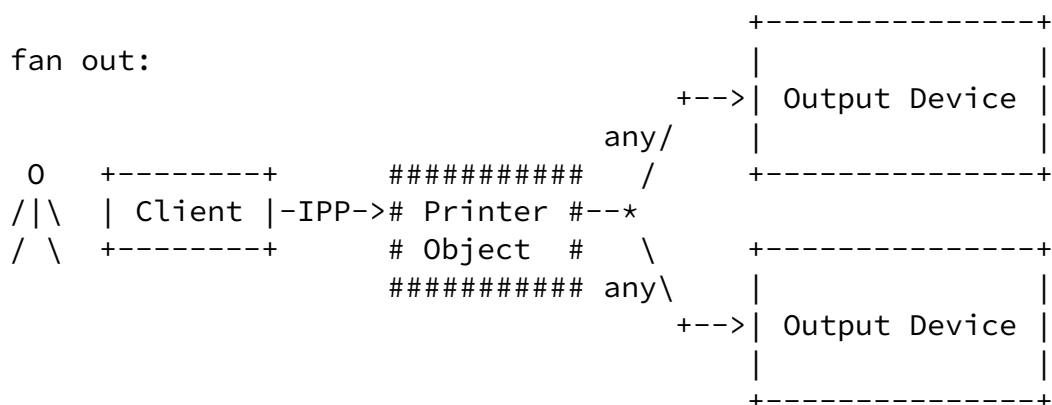 +---------------+
fan out:                                         |               |
                                            +-->| Output Device |
                                        any/     |               |
 O    +--------+       ###########    /      +---------------+
/|\   | Client |-IPP-># Printer #--*
/ \   +--------+       # Object  #    \      +---------------+
                       ########### any\     |               |
                                            +-->| Output Device |
                                                 |               |
                                                 +---------------+